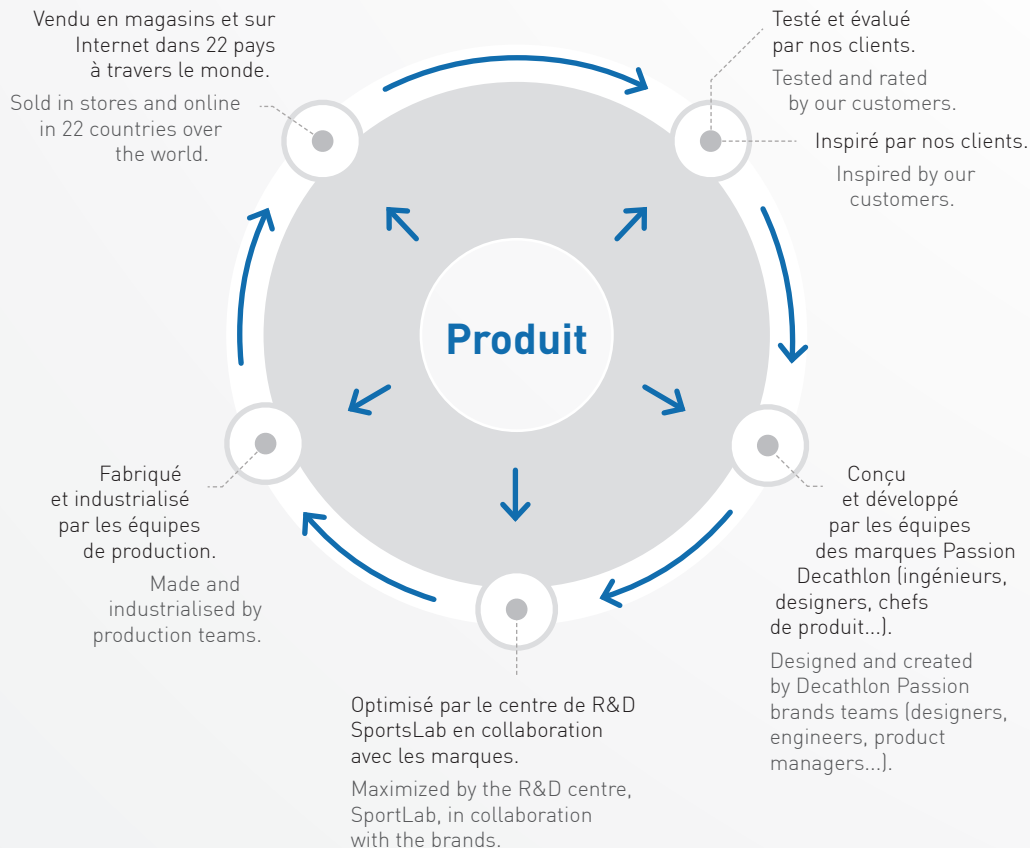 Vendu en magasins et sur
Internet dans 22 pays
à travers le monde.
Sold in stores and online
in 22 countries over
the world.
Testé et évalué
par nos clients.
Tested and rated
by our customers.
Inspiré par nos clients.
Inspired by our
customers.
Produit
Fabriqué
et industrialisé
par les équipes
de production.
Made and
industrialised by
production teams.
Conçu
et développé
par les équipes
des marques Passion
Decathlon (ingénieurs,
designers, chefs
de produit...).
Designed and created
by Decathlon Passion
brands teams (designers,
engineers, product
managers...).
Optimisé par le centre de R&D
SportsLab en collaboration
avec les marques.
Maximized by the R&D centre,
SportLab, in collaboration
with the brands.